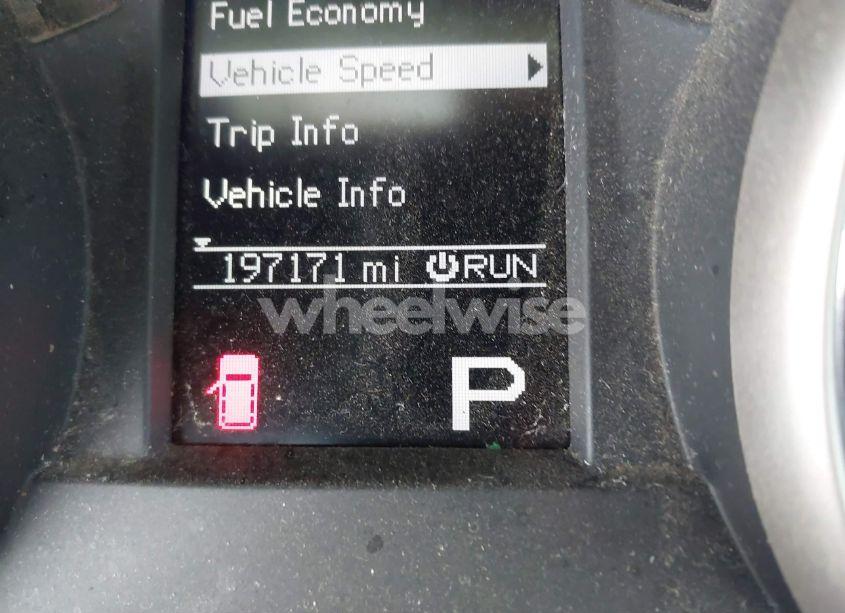 Fuel Economy
Vehicle Speed
Trip Info
Vehicle Info
197171 mi RUN
wheelwise
P